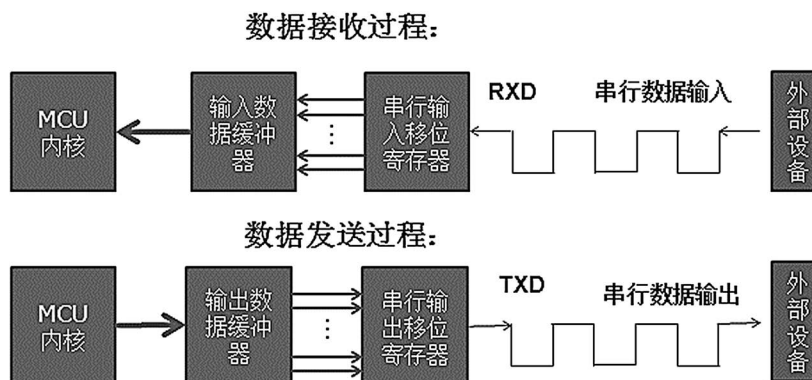 数据接收过程：
MCU
内核
输入数
据缓冲
器
串行输
入移位
寄存器
RXD
串行数据输入
外
部
设
备
数据发送过程：
MCU
内核
输出数
据缓冲
器
串行输
出移位
寄存器
TXD
串行数据输出
外
部
设
备